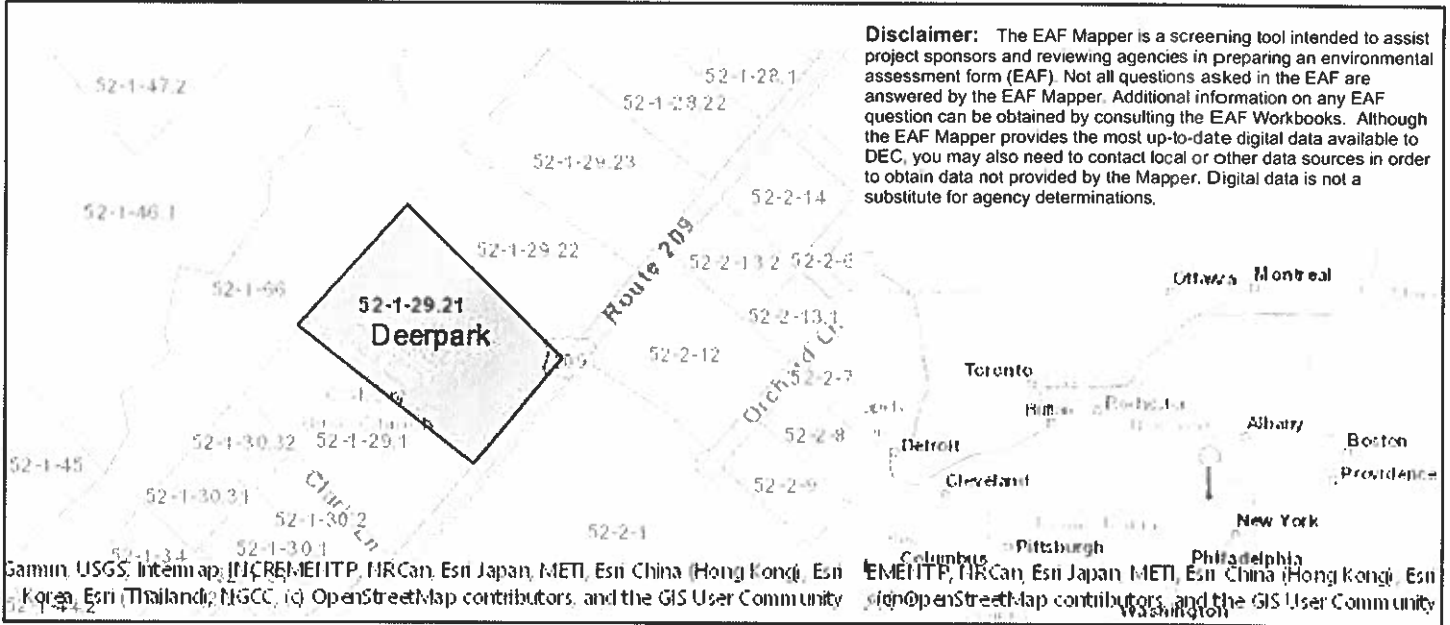 Disclaimer: The EAF Mapper is a screening tool intended to assist
project sponsors and reviewing agencies in preparing an environmental
assessment form (EAF). Not all questions asked in the EAF are
answered by the EAF Mapper. Additional information on any EAF
question can be obtained by consulting the EAF Workbooks. Although
the EAF Mapper provides the most up-to-date digital data available to
DEC, you may also need to contact local or other data sources in order
to obtain data not provided by the Mapper. Digital data is not a
substitute for agency determinations.
52-1-47.2
52-1-28.1
52-1-28.22
52-1-29.23
52-2-14
52-1-46.1
52-1-29.22
Route 209
52-2-13.2
52-1-66
52-1-29.21
Deerpark
52-2-13.1
52-2-12
209
52-2-7
Orchard
52-1-30.32
52-1-29.1
52-2-8
52-1-45
52-1-30.31
52-2-9
52-1-30.2
52-2-1
52-1-30.1
Garmin, USGS, Intermap, INCREMENT P, NRCan, Esri Japan, METI, Esri China (Hong Kong), Esri
Korea, Esri (Thailand), NGCC, (c) OpenStreetMap contributors, and the GIS User Community
Ottawa
Montreal
Toronto
Rochester
Albany
Boston
Detroit
Providence
Cleveland
New York
Pittsburgh
Columbus
Philadelphia
EMENT P, NRCan, Esri Japan, METI, Esri China (Hong Kong), Esri
OpenStreetMap contributors, and the GIS User Community
Washington